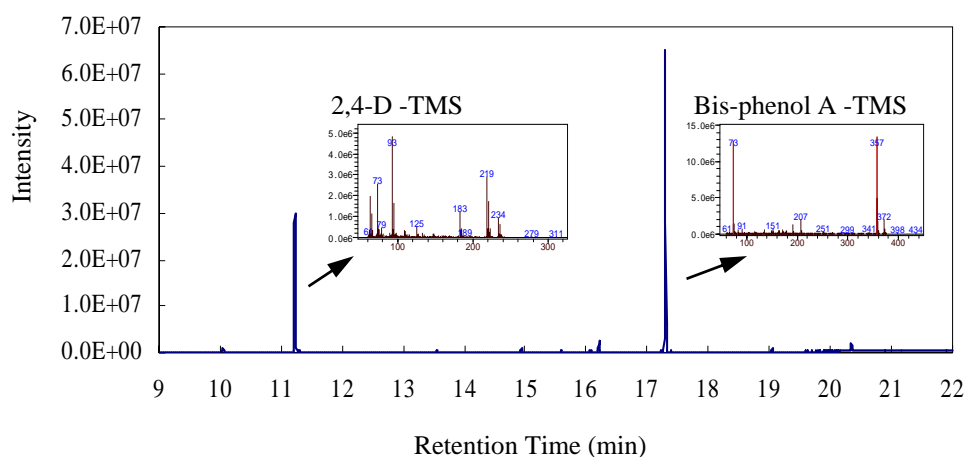 7.0E+07
6.0E+07
5.0E+07
4.0E+07
3.0E+07
2.0E+07
1.0E+07
0.0E+00
Intensity
2,4-D -TMS
5.0e6
4.0e6
3.0e6
2.0e6
1.0e6
0.0e6
73
79
93
125
183
189
219
234
279
311
100
200
300
Bis-phenol A -TMS
15.0e6
10.0e6
5.0e6
0.0e6
61
73
91
151
207
251
299
341
357
372
398
434
100
200
300
400
9 10 11 12 13 14 15 16 17 18 19 20 21 22
Retention Time (min)